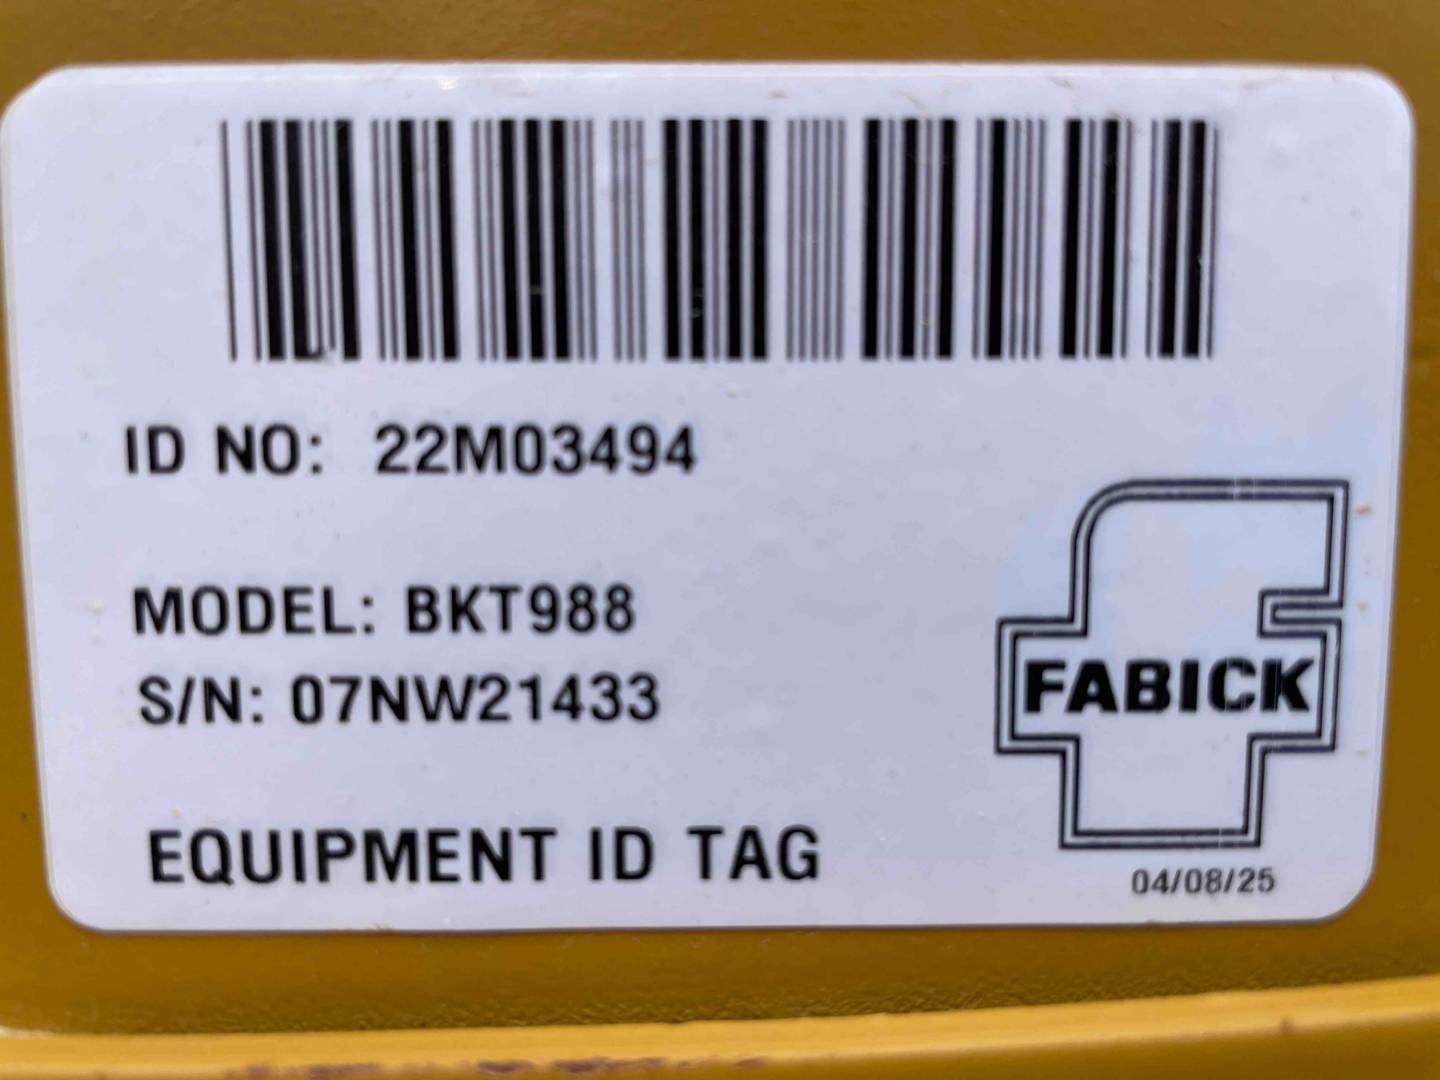 ID NO: 22M03494
MODEL: BKT988
S/N: 07NW21433
FABICK
EQUIPMENT ID TAG
04/08/25